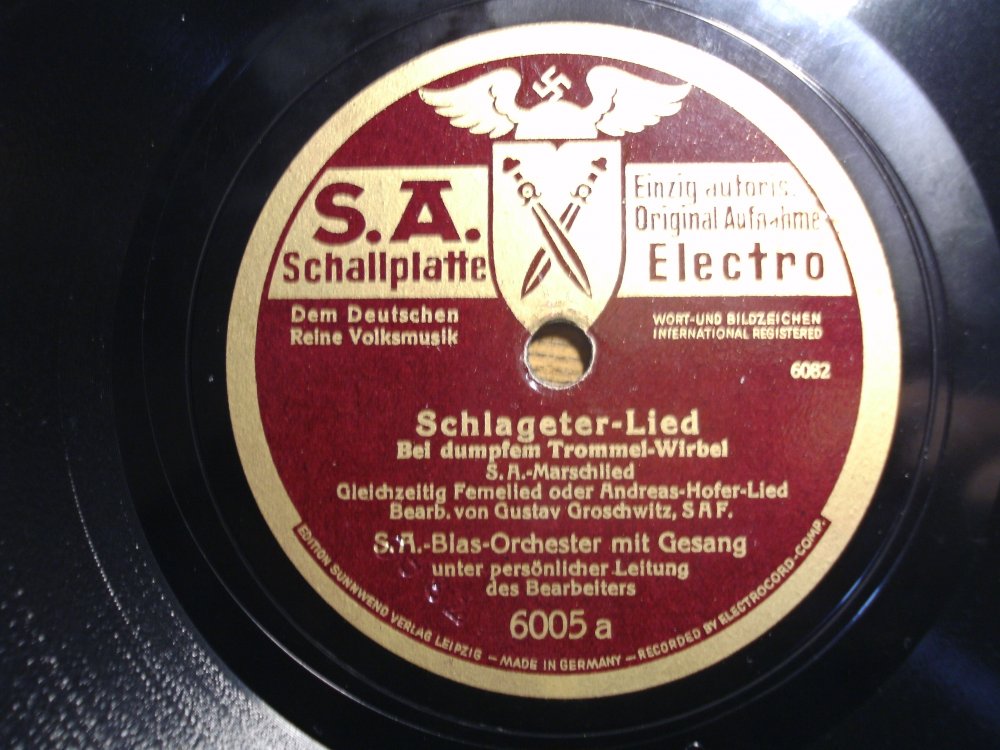 S.A.
Schallplatte
Einzig autoris.
Original Aufnahme
Electro
Dem Deutschen
Reine Volksmusik
WORT-UND BILDZEICHEN
INTERNATIONAL REGISTERED
6082
Schlageter-Lied
Bei dumpfem Trommel-Wirbel
S.A.-Marschlied
Gleichzeitig Femelied oder Andreas-Hofer-Lied
Bearb. von Gustav Groschwitz, SAF.
S.A.-Blas-Orchester mit Gesang
unter persönlicher Leitung
des Bearbeiters
6005 a
EDITION SUNNWEND VERLAG LEIPZIG – MADE IN GERMANY – RECORDED BY ELECTROCORD-COMP.